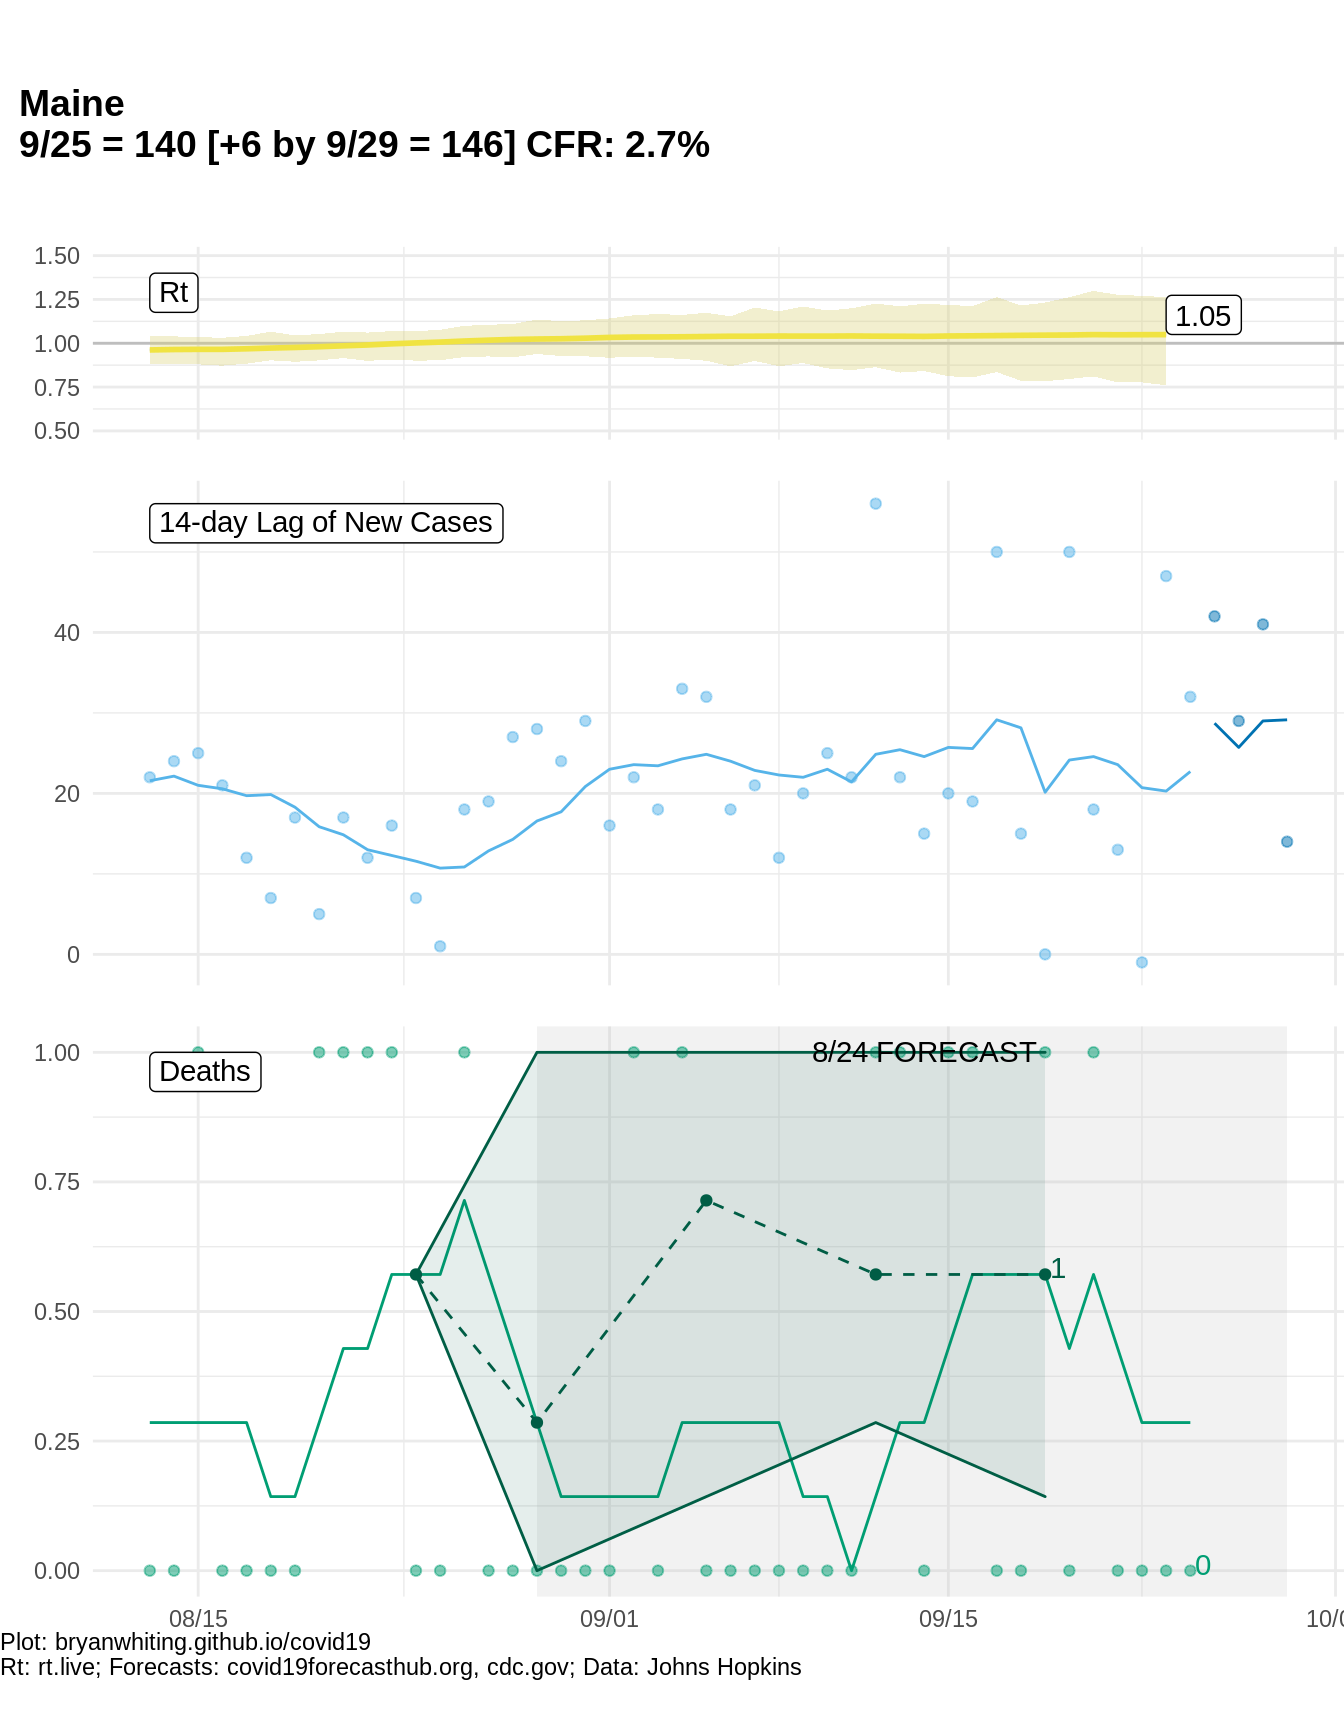 Maine
9/25 = 140 [+6 by 9/29 = 146] CFR: 2.7%
1.50
1.25
1.00
0.75
0.50
Rt
1.05
14-day Lag of New Cases
40
20
0
8/24 FORECAST
Deaths
1.00
0.75
0.50
0.25
0.00
1
0
08/15 09/01 09/15
Plot: bryanwhiting.github.io/covid19
Rt: rt.live; Forecasts: covid19forecasthub.org, cdc.gov; Data: Johns Hopkins